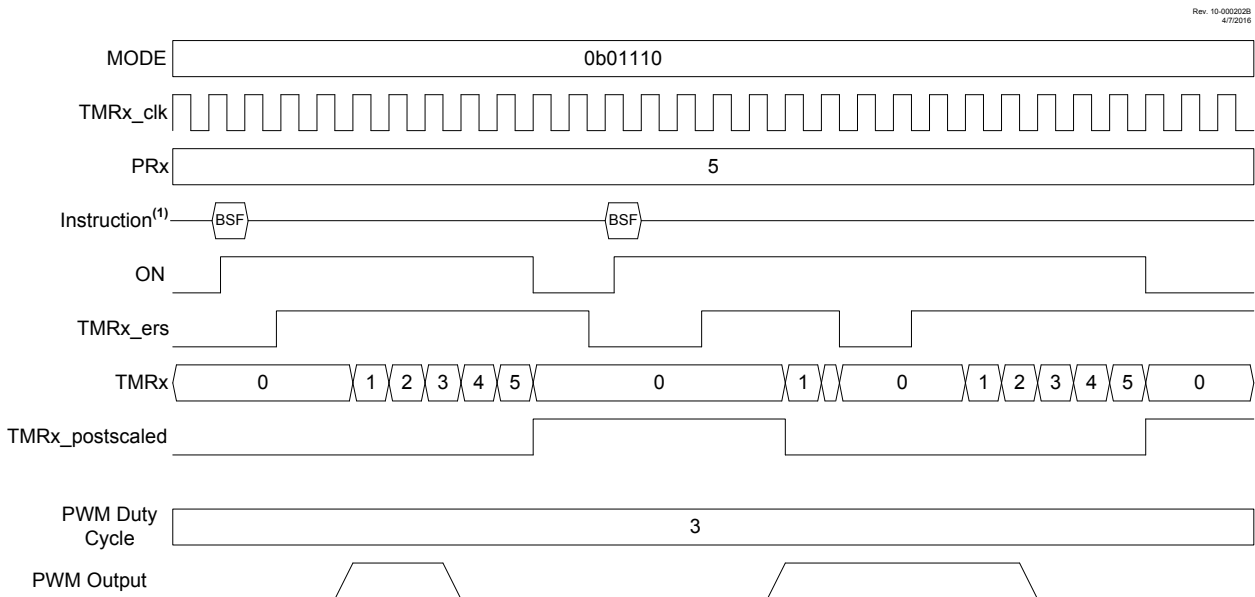 Rev. 10-000202B
4/7/2016
MODE 0b01110
TMRx_clk
PRx 5
Instruction(1) BSF BSF
ON
TMRx_ers
TMRx 0 1 2 3 4 5 0 1 0 1 2 3 4 5 0
TMRx_postscaled
PWM Duty
Cycle 3
PWM Output